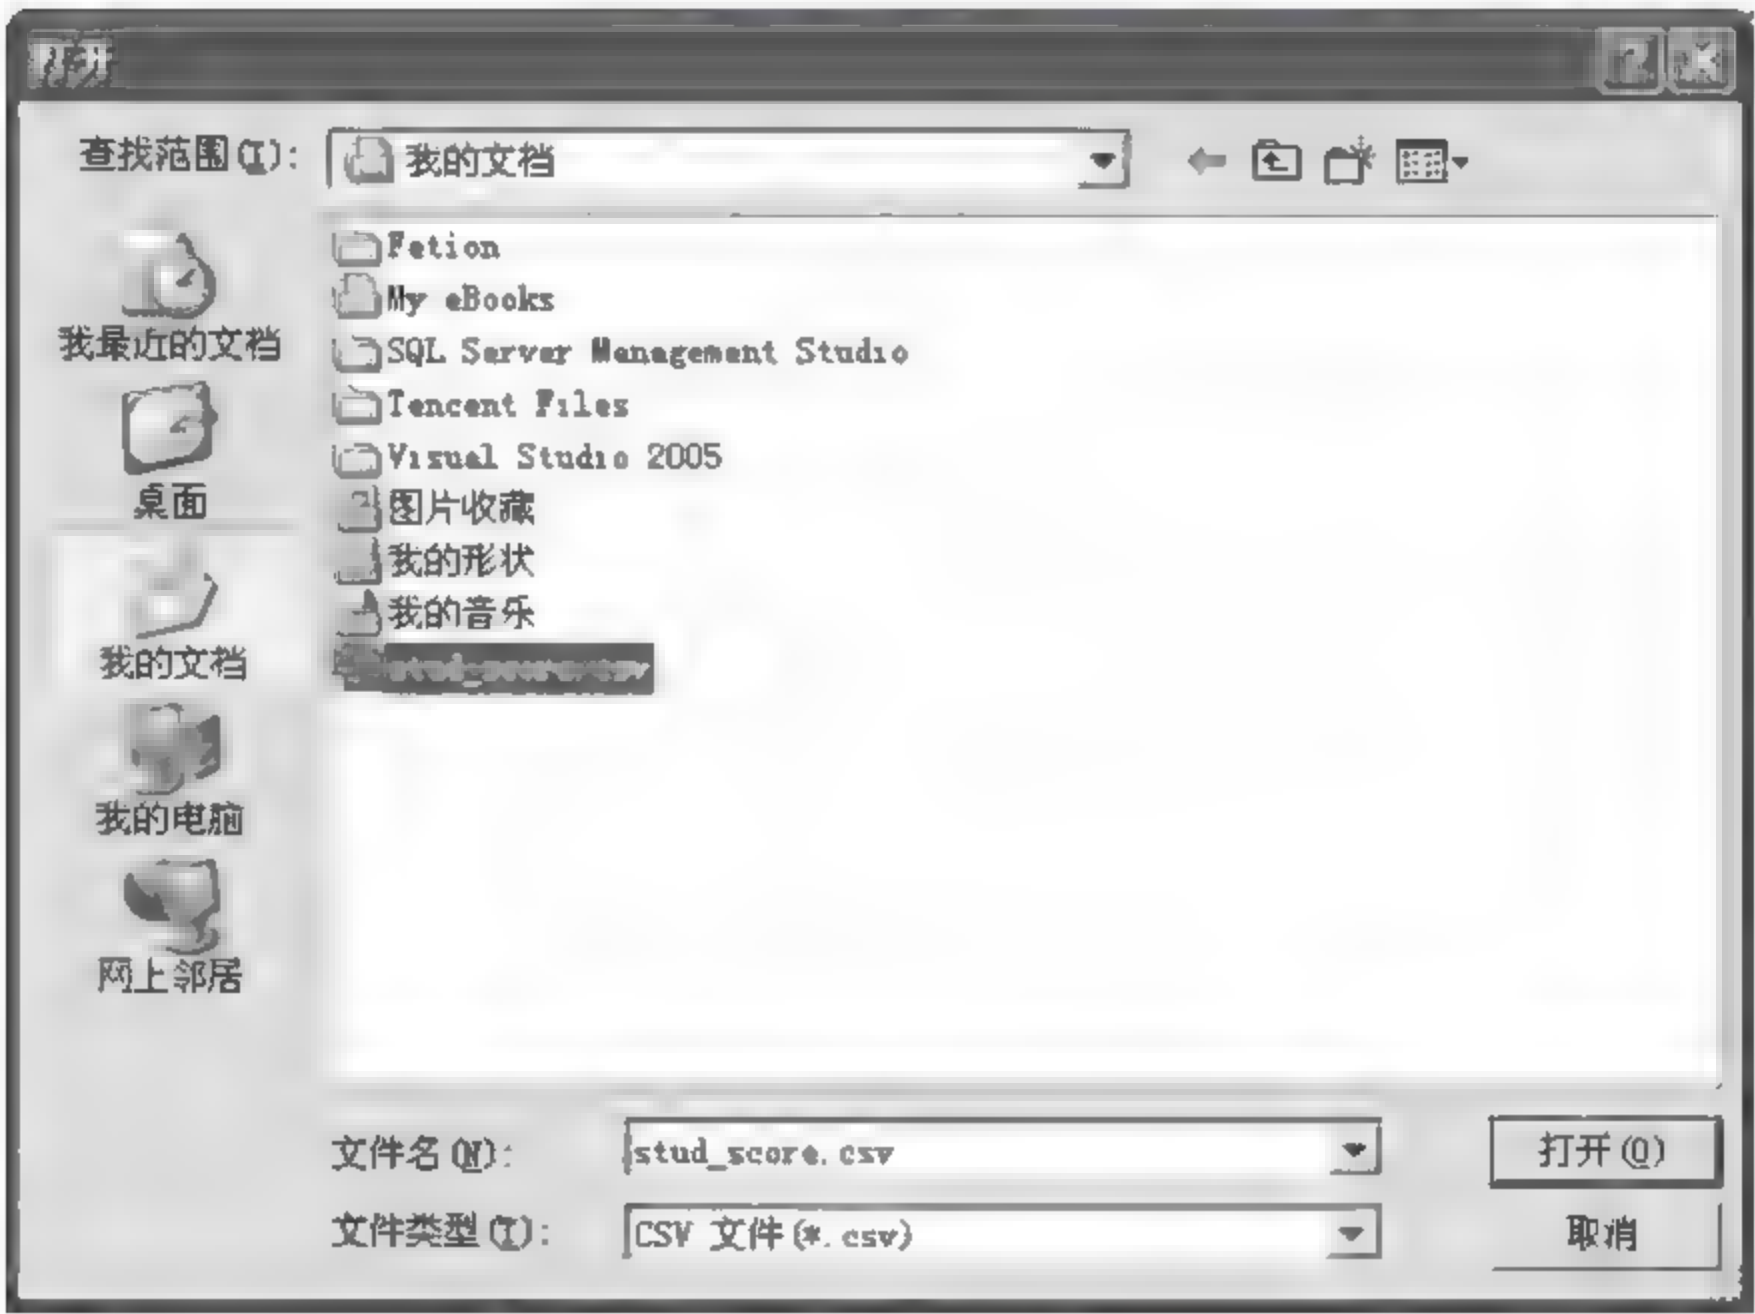 打开
查找范围(I):
我的文档
我最近的文档
桌面
我的文档
我的电脑
网上邻居
Fetion
My eBooks
SQL Server Management Studio
Tencent Files
Visual Studio 2005
图片收藏
我的形状
我的音乐
stud_score.csv
文件名(N):
stud_score.csv
打开(O)
文件类型(T):
CSV 文件(*.csv)
取消